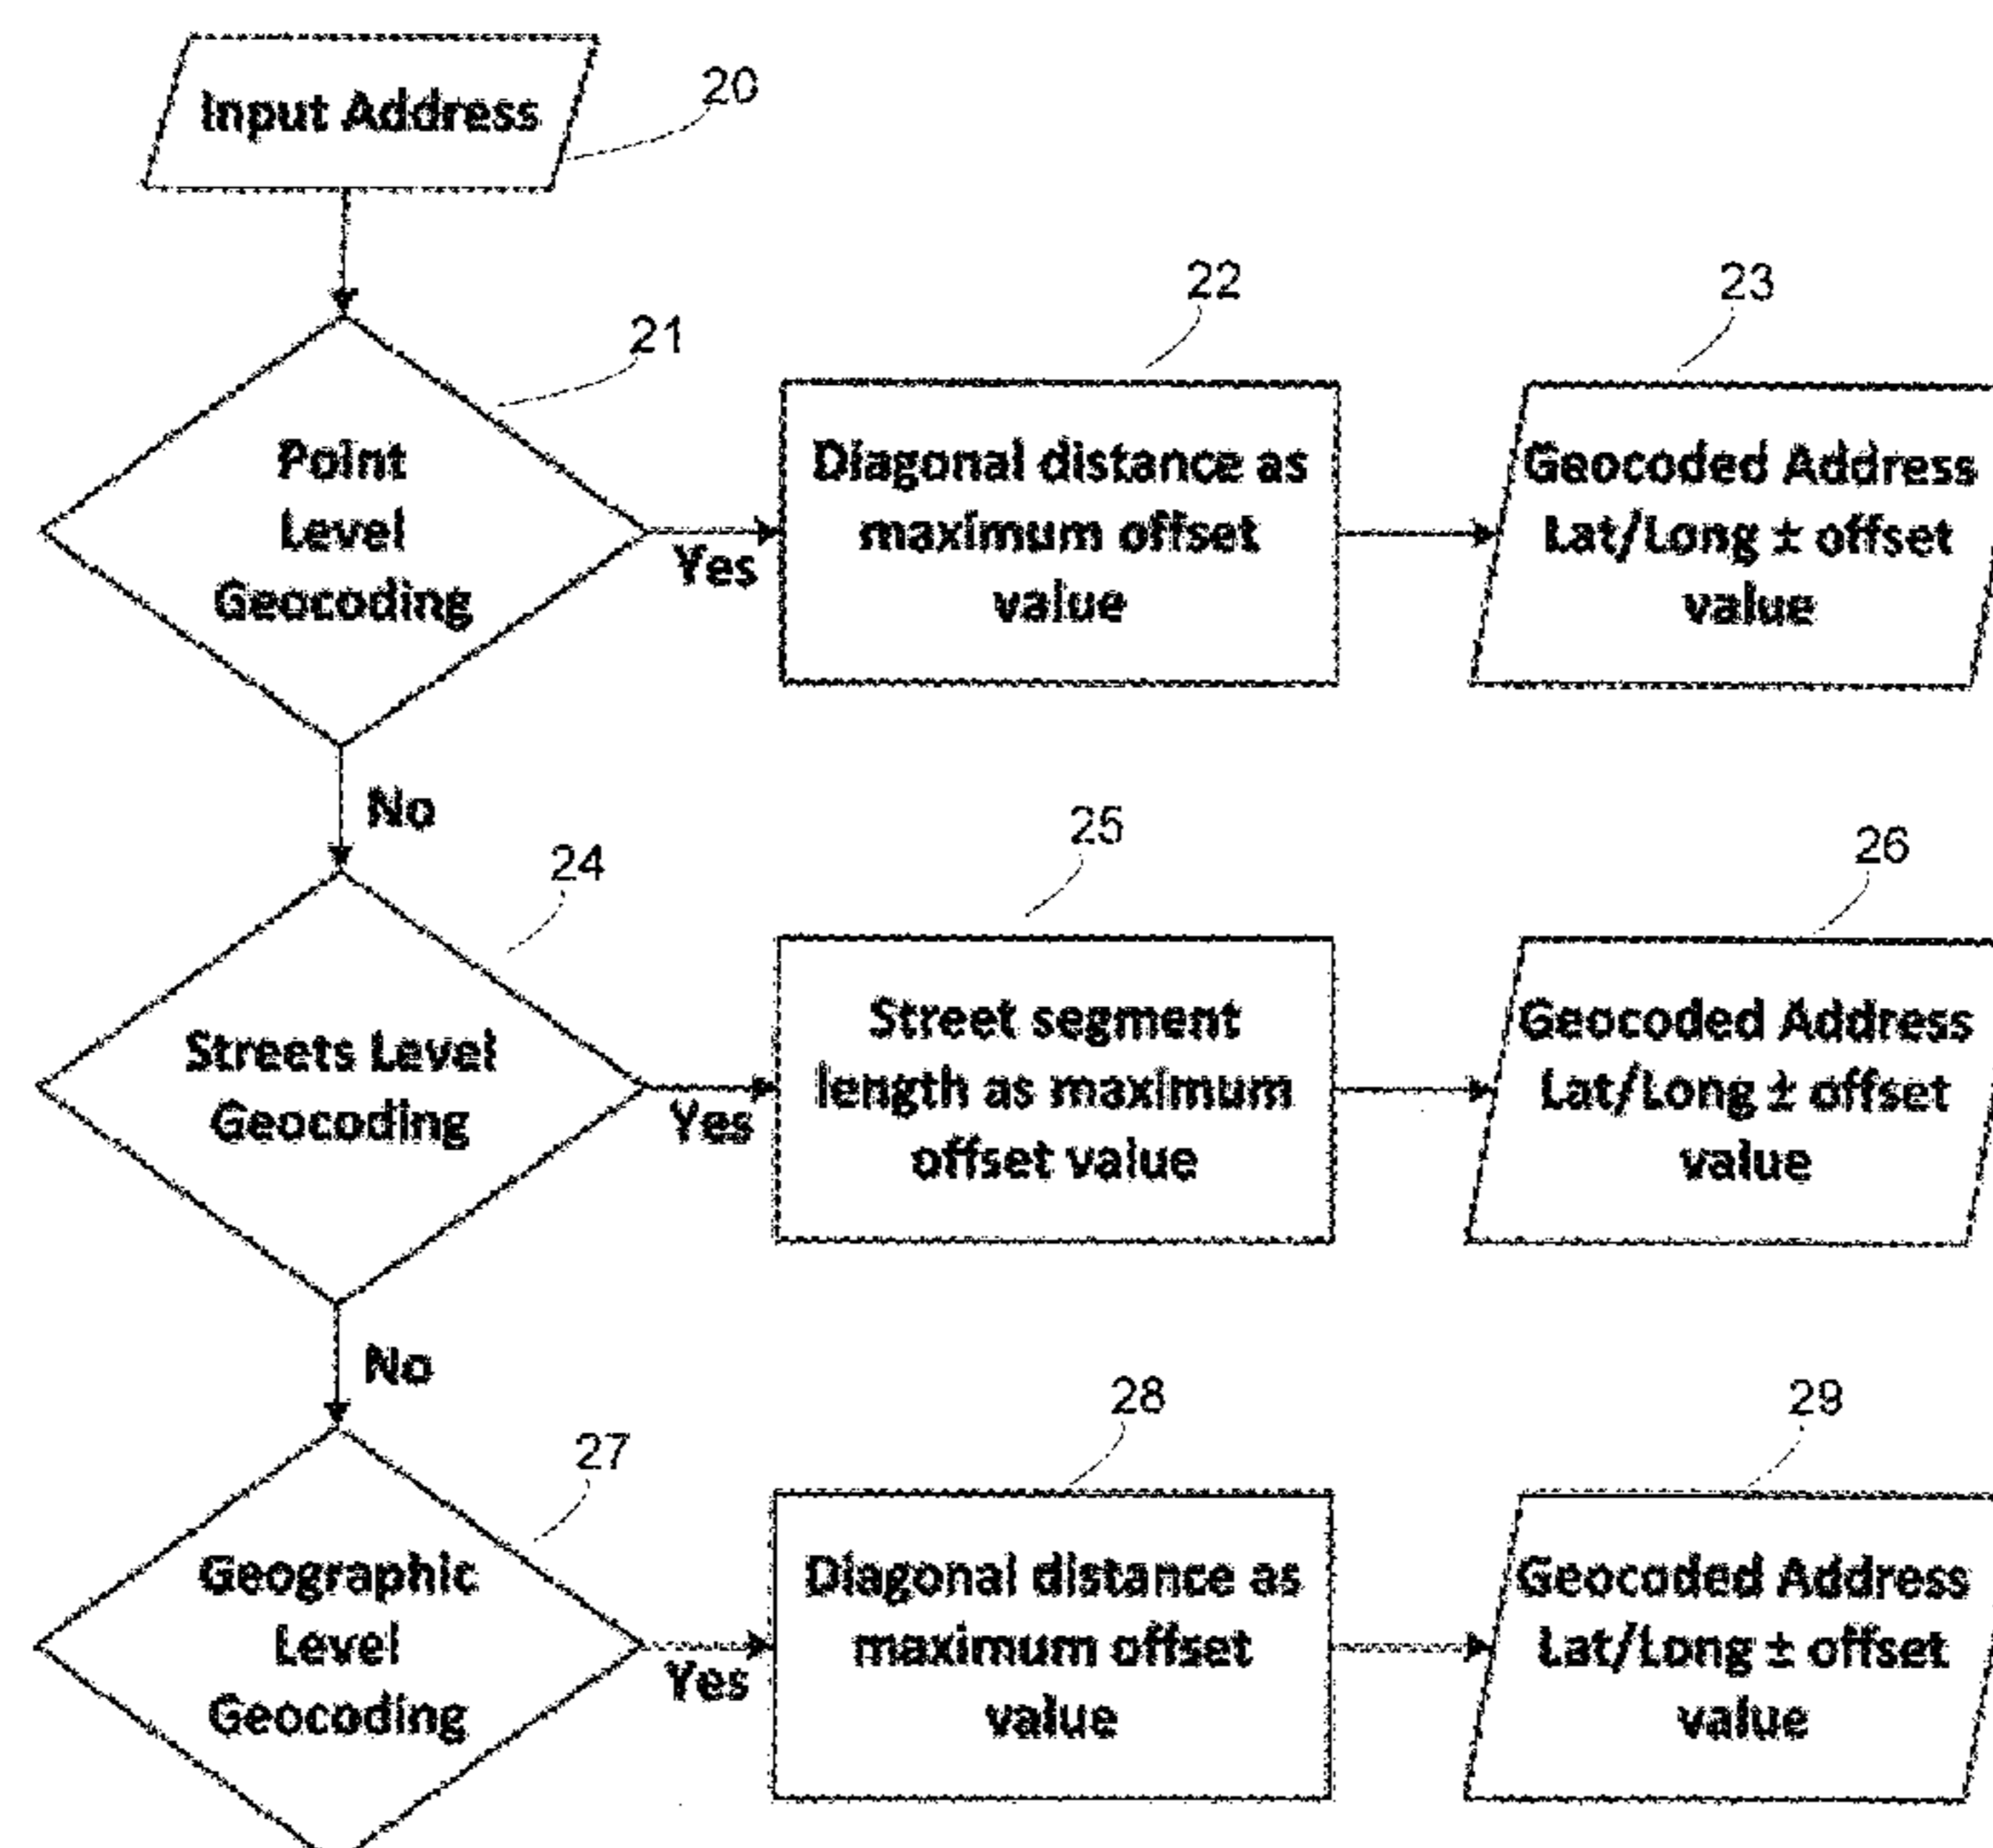 Input Address
20
21
Point
Level
Geocoding
Yes
22
Diagonal distance as
maximum offset
value
23
Geocoded Address
Lat/Long ± offset
value
No
24
Streets Level
Geocoding
Yes
25
Street segment
length as maximum
offset value
26
Geocoded Address
Lat/Long ± offset
value
No
27
Geographic
Level
Geocoding
Yes
28
Diagonal distance as
maximum offset
value
29
Geocoded Address
Lat/Long ± offset
value